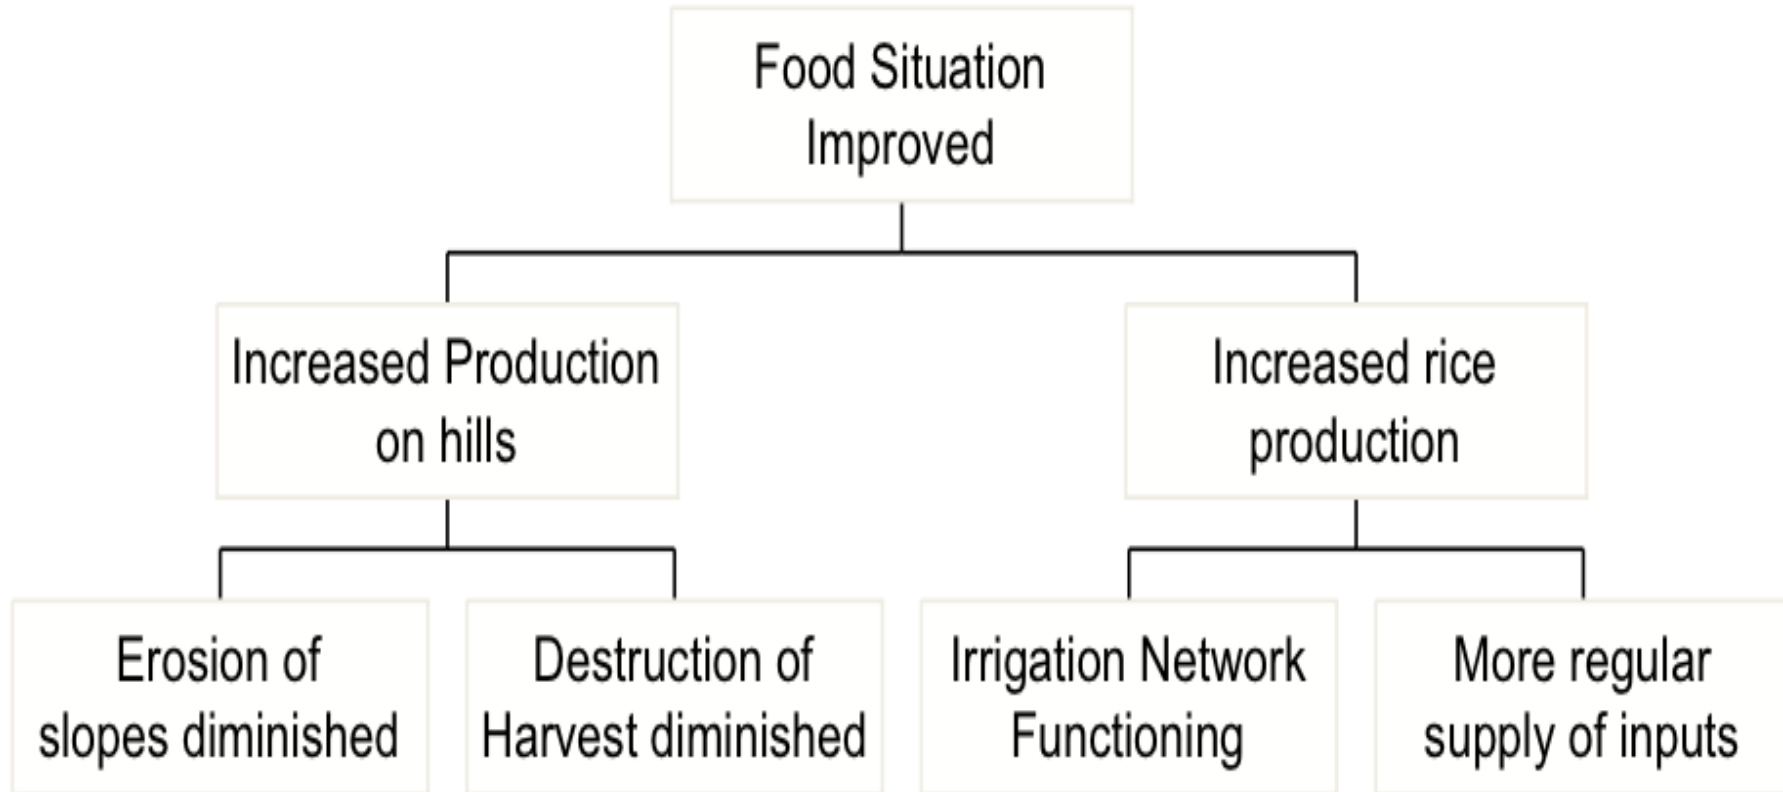 Food Situation
Improved
Increased Production
on hills
Increased rice
production
Erosion of
slopes diminished
Destruction of
Harvest diminished
Irrigation Network
Functioning
More regular
supply of inputs